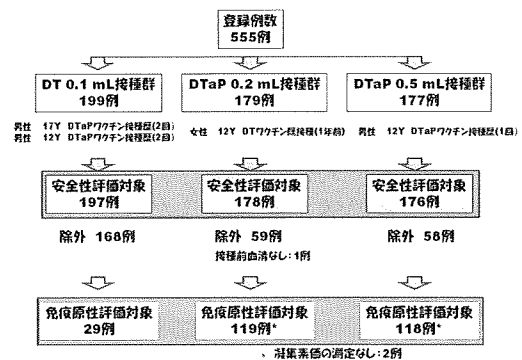 登録例数
555例
DT 0.1 mL接種群
199例
DTaP 0.2 mL接種群
179例
DTaP 0.5 mL接種群
177例
男性 17Y DTaPワクチン接種歴(2回)
男性 12Y DTaPワクチン接種歴(2回)
女性 12Y DTワクチン既接種(1年前)
男性 12Y DTaPワクチン接種歴(1回)
安全性評価対象
197例
安全性評価対象
178例
安全性評価対象
176例
除外 168例
除外 59例
接種前血清なし:1例
除外 58例
免疫原性評価対象
29例
免疫原性評価対象
119例*
免疫原性評価対象
118例*
、凝集素価の測定なし:2例